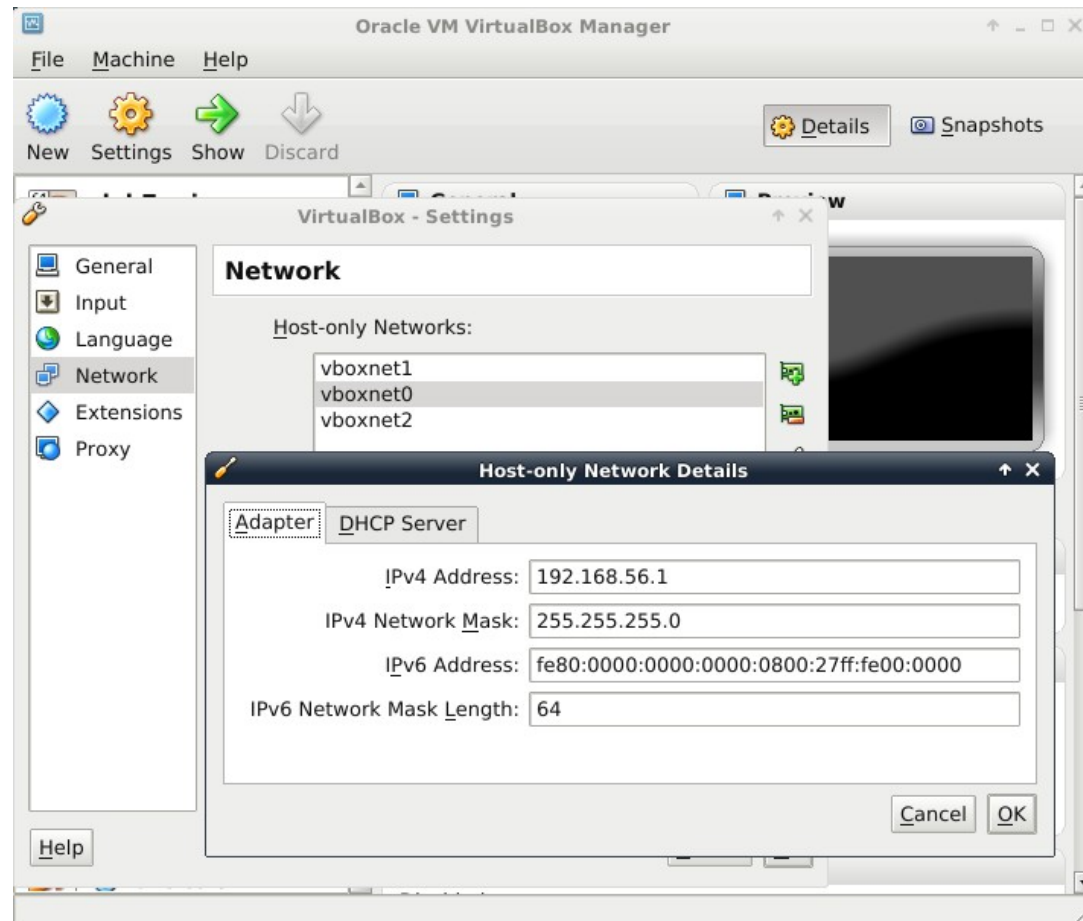 Oracle VM VirtualBox Manager
File Machine Help
New Settings Show Discard
Details Snapshots
VirtualBox - Settings
General
Input
Language
Network
Extensions
Proxy
Network
Host-only Networks:
vboxnet1
vboxnet0
vboxnet2
Host-only Network Details
Adapter DHCP Server
IPv4 Address: 192.168.56.1
IPv4 Network Mask: 255.255.255.0
IPv6 Address: fe80:0000:0000:0000:0800:27ff:fe00:0000
IPv6 Network Mask Length: 64
Cancel OK
Help